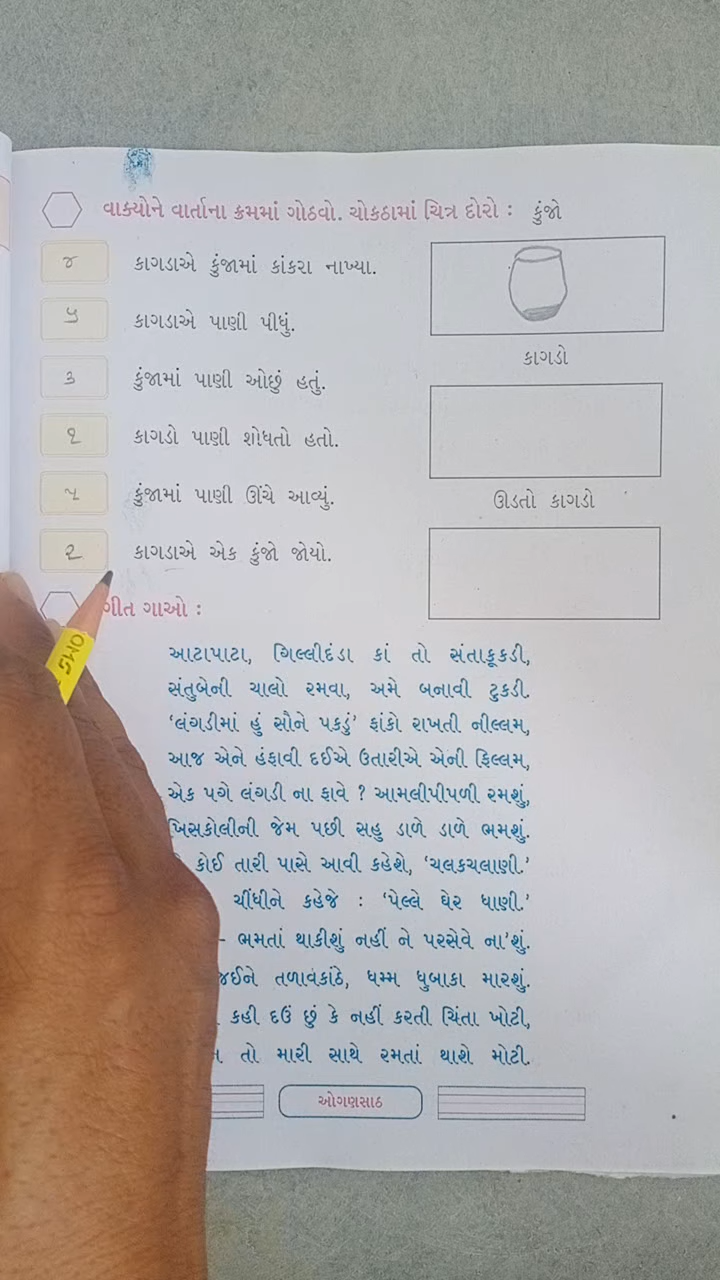 વાક્યોને વાર્તાના ક્રમમાં ગોઠવો. ચોકઠામાં ચિત્ર દોરો : કુંજો
૪ કાગડાએ કુંજામાં કાંકરા નાખ્યા.
કાગડાએ પાણી પીધું.
કાગડો
૩ કુંજામાં પાણી ઓછું હતું.
૧ કાગડો પાણી શોધતો હતો.
૫ કુંજામાં પાણી ઊંચે આવ્યું.
ઊડતો કાગડો
૨ કાગડાએ એક કુંજો જોયો.
ગીત ગાઓ :
આટાપાટા, ગિલ્લીદંડા કાં તો સંતાકૂકડી,
સંતુબેની ચાલો રમવા, અમે બનાવી ટુકડી.
‘લંગડીમાં હું સૌને પકડું’ ફાંકો રાખતી નીલ્લમ,
આજ એને હંફાવી દઈએ ઉતારીએ એની ફિલ્લમ,
એક પગે લંગડી ના ફાવે ? આમલીપીપળી રમશું,
ખિસકોલીની જેમ પછી સહુ ડાળે ડાળે ભમશું.
કોઈ તારી પાસે આવી કહેશે, ‘ચલકચલાણી.’
ચીંધીને કહેજે : ‘પેલ્લે ઘેર ધાણી.’
- ભમતાં થાકીશું નહીં ને પરસેવે ના’શું.
જઈને તળાવકાંઠે, ધમ્મ ધુબાકા મારશું.
કહી દઉં છું કે નહીં કરતી ચિંતા ખોટી,
તો મારી સાથે રમતાં થાશે મોટી.
ઓગણસાઠ
OMS